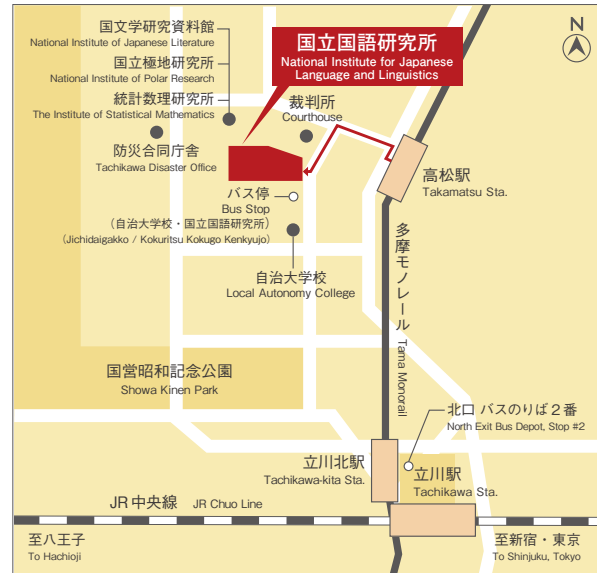 国文学研究資料館
National Institute of Japanese Literature
国立極地研究所
National Institute of Polar Research
統計数理研究所
The Institute of Statistical Mathematics
国立国語研究所
National Institute for Japanese
Language and Linguistics
N
裁判所
Courthouse
防災合同庁舎
Tachikawa Disaster Office
高松駅
Takamatsu Sta.
バス停
Bus Stop
（自治大学校・国立国語研究所）
(Jichidaigakko / Kokuritsu Kokugo Kenkyujo)
自治大学校
Local Autonomy College
多摩モノレール Tama Monorail
国営昭和記念公園
Showa Kinen Park
北口 バスのりば2番
North Exit Bus Depot, Stop #2
立川北駅
Tachikawa-kita Sta.
立川駅
Tachikawa Sta.
JR中央線 JR Chuo Line
至八王子
To Hachioji
至新宿・東京
To Shinjuku, Tokyo